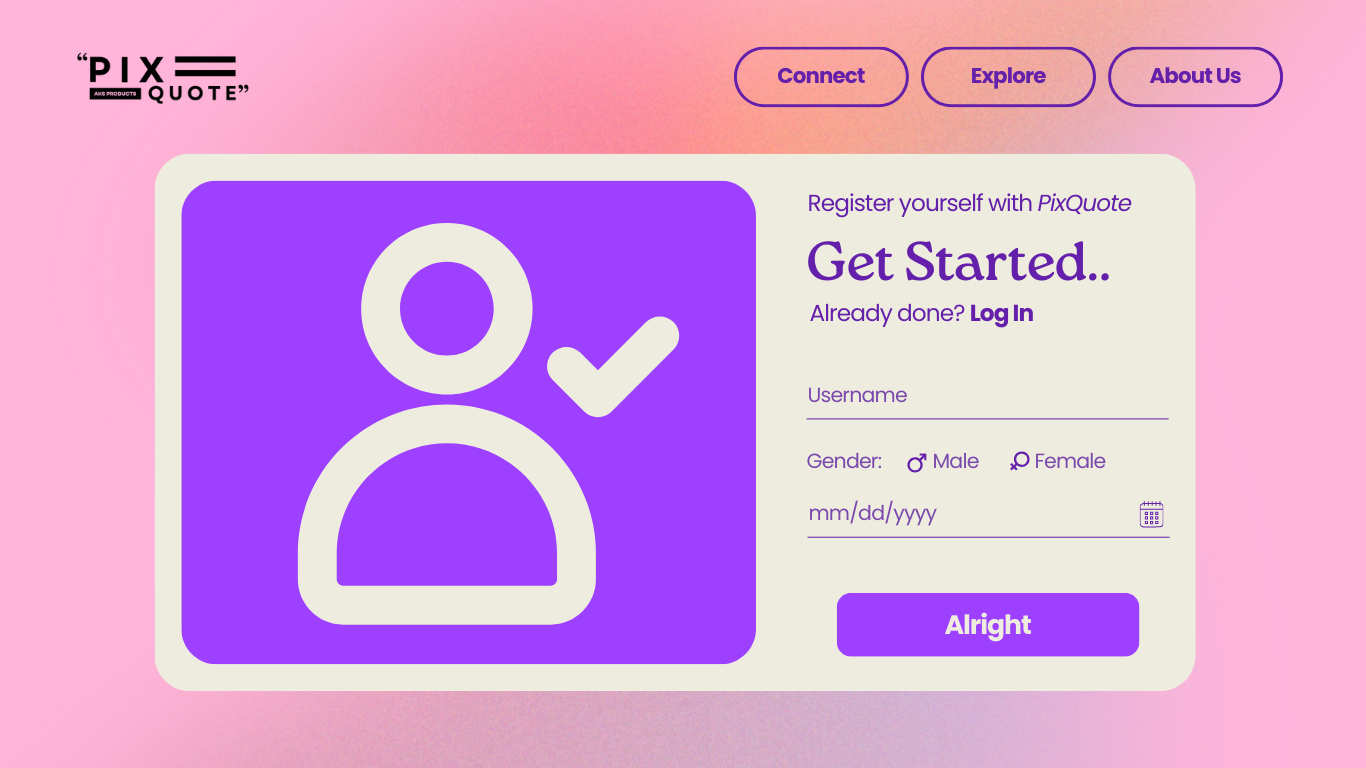 “PIX
AHS PRODUCTS QUOTE”
Connect Explore About Us
Register yourself with PixQuote
Get Started..
Already done? Log In
Username
Gender: Male Female
mm/dd/yyyy
Alright